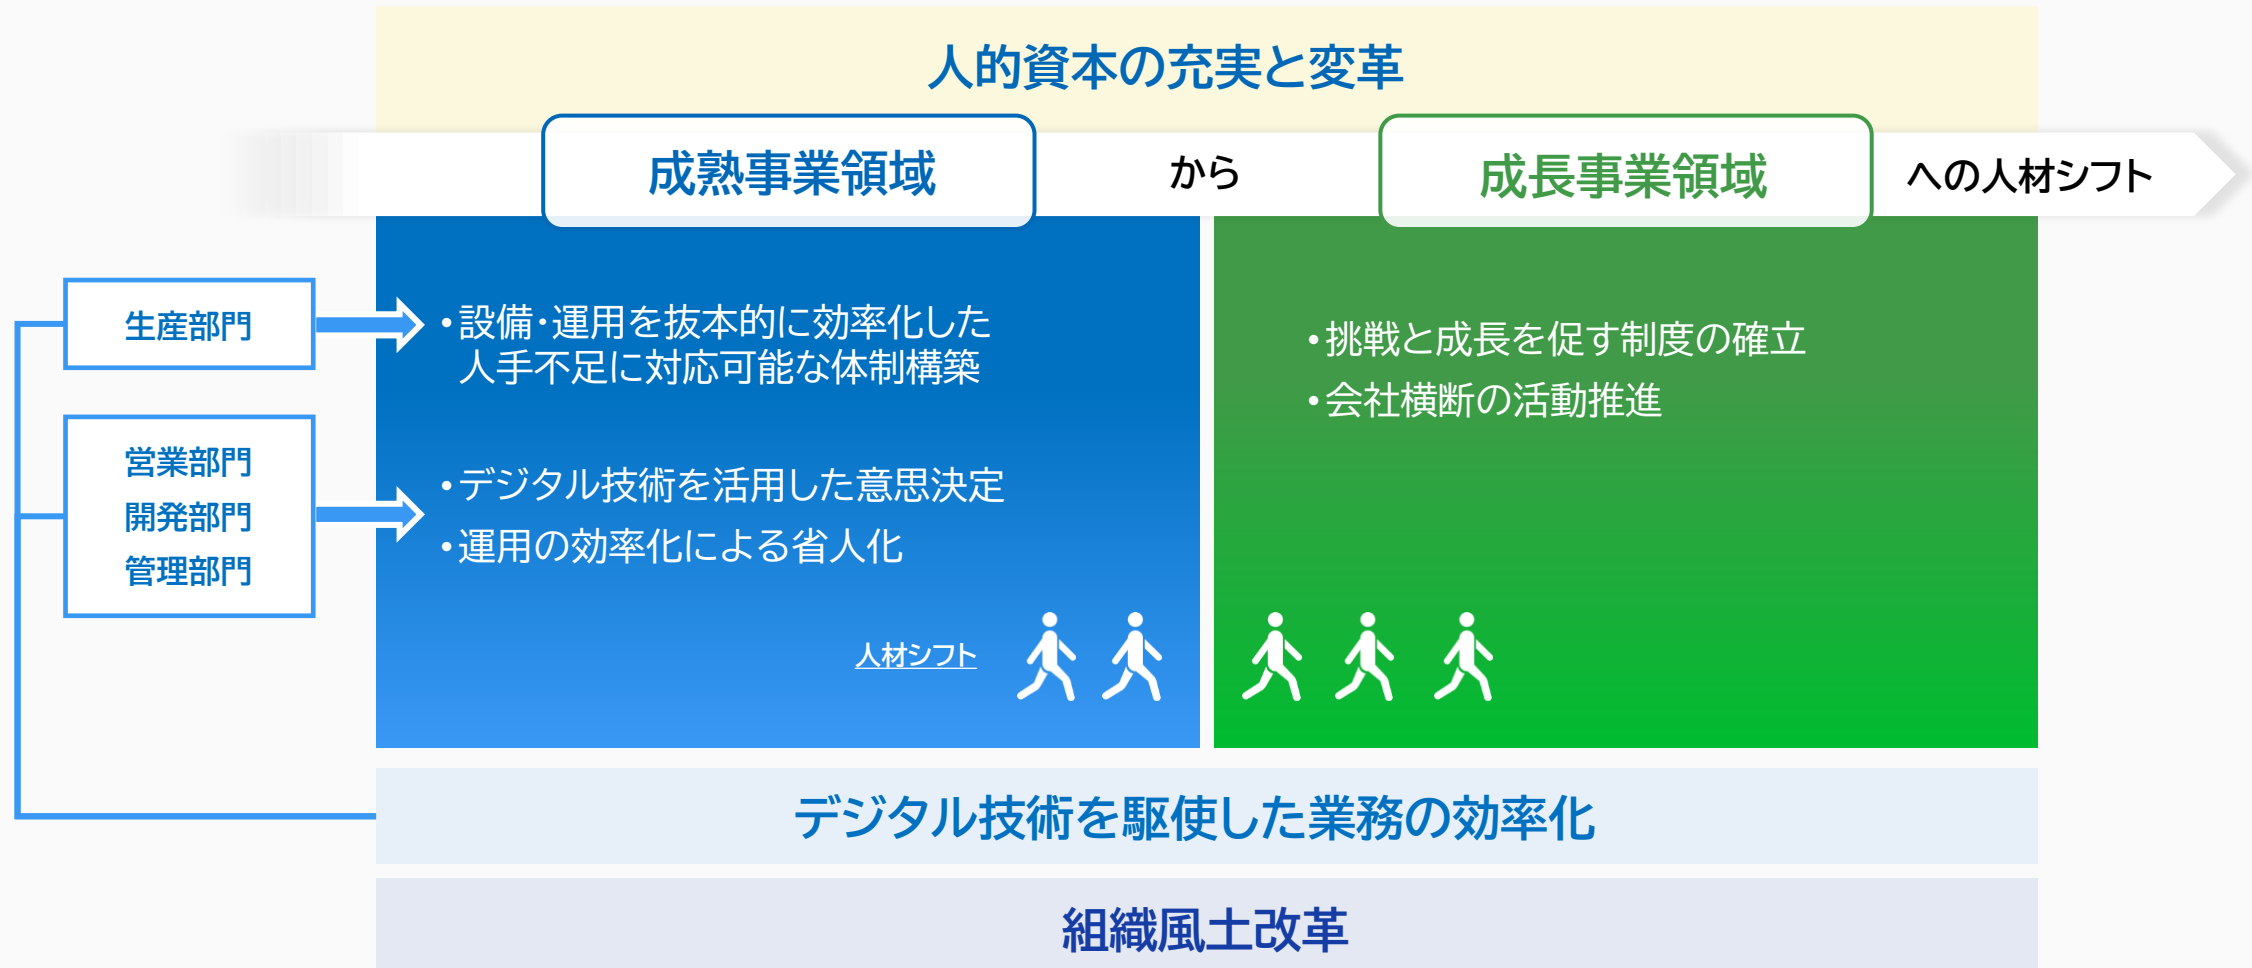 人的資本の充実と変革
成熟事業領域 から 成長事業領域 への人材シフト
生産部門
・設備・運用を抜本的に効率化した
人手不足に対応可能な体制構築
営業部門
開発部門
管理部門
・デジタル技術を活用した意思決定
・運用の効率化による省人化
・挑戦と成長を促す制度の確立
・会社横断の活動推進
人材シフト
デジタル技術を駆使した業務の効率化
組織風土改革